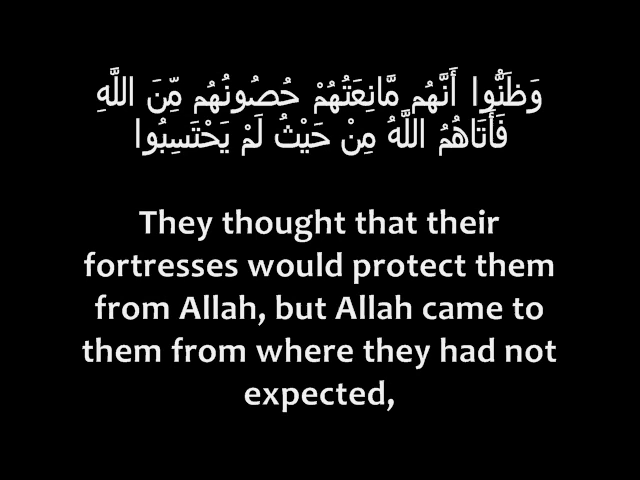 وَظَنُّوا أَنَّهُم مَّانِعَتُهُمْ حُصُونُهُم مِّنَ اللَّهِ
فَأَتَاهُمُ اللَّهُ مِنْ حَيْثُ لَمْ يَحْتَسِبُوا
They thought that their
fortresses would protect them
from Allah, but Allah came to
them from where they had not
expected,